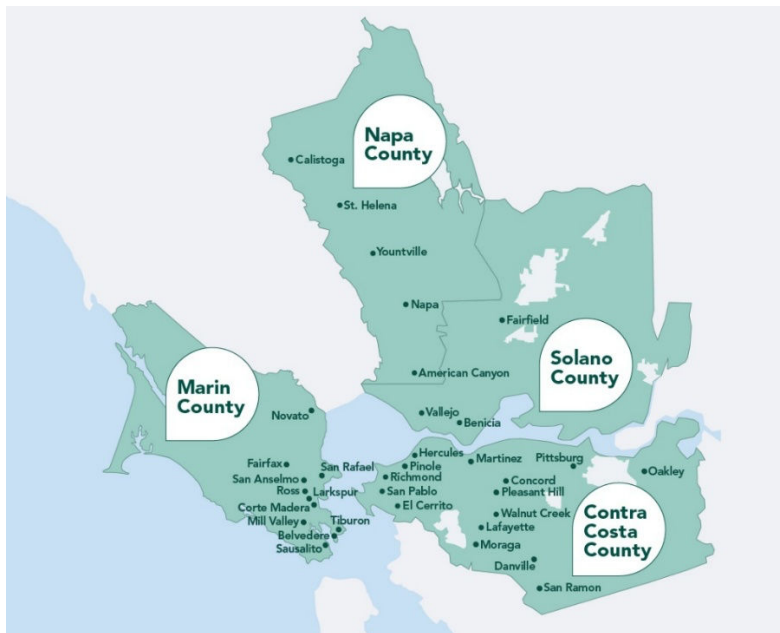 Napa
County
Calistoga
St. Helena
Yountville
Napa
American Canyon
Fairfield
Solano
County
Vallejo
Benicia
Marin
County
Novato
Fairfax
San Rafael
San Anselmo
Ross
Larkspur
Corte Madera
Mill Valley
Tiburon
Belvedere
Sausalito
Hercules
Pinole
Richmond
San Pablo
El Cerrito
Martinez
Pittsburg
Oakley
Concord
Pleasant Hill
Walnut Creek
Lafayette
Moraga
Danville
San Ramon
Contra
Costa
County